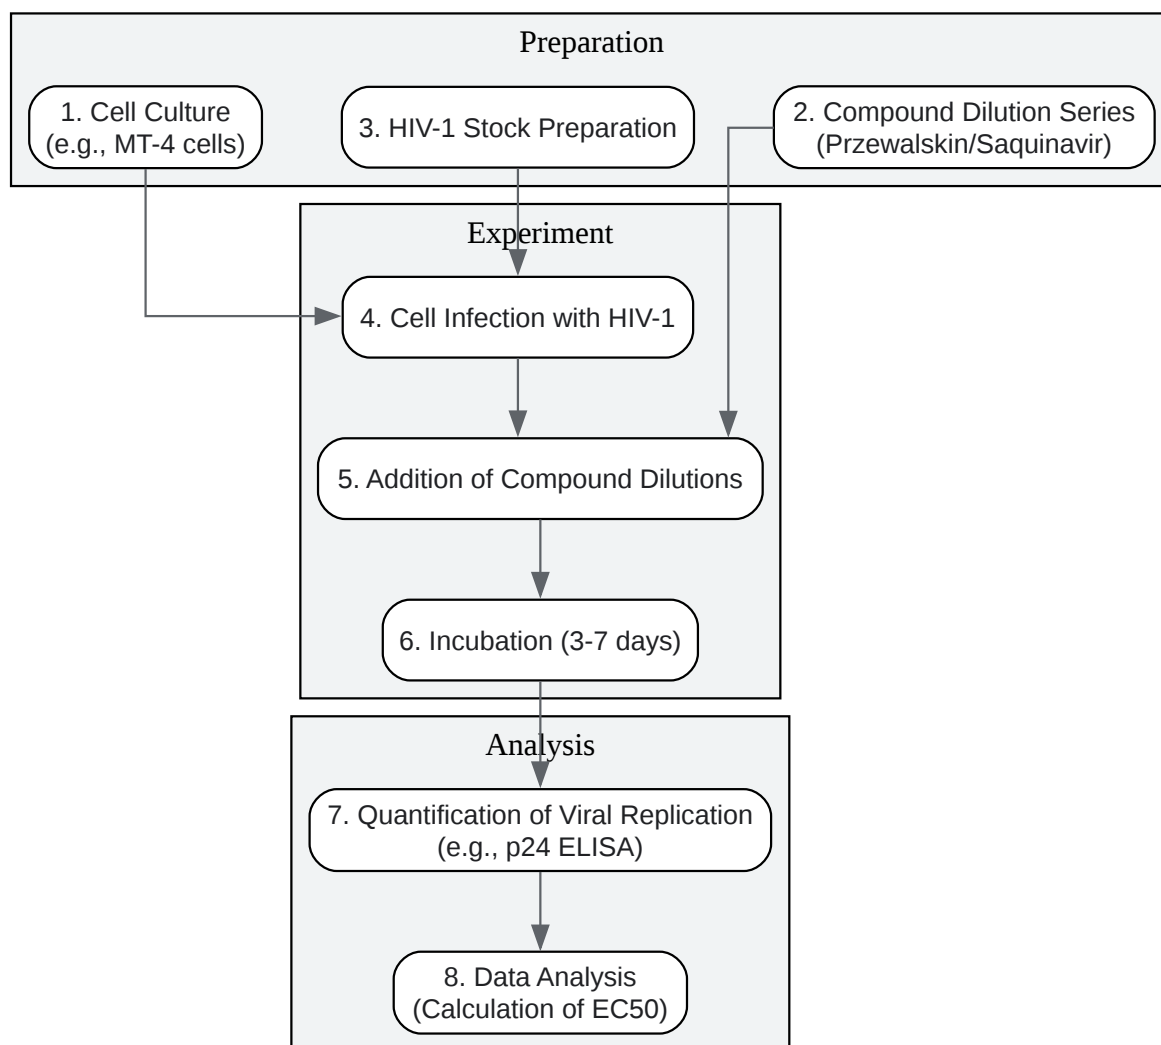 Preparation
1. Cell Culture
(e.g., MT-4 cells)
3. HIV-1 Stock Preparation
2. Compound Dilution Series
(Przewalskin/Saquinavir)
Experiment
4. Cell Infection with HIV-1
5. Addition of Compound Dilutions
6. Incubation (3-7 days)
Analysis
7. Quantification of Viral Replication
(e.g., p24 ELISA)
8. Data Analysis
(Calculation of EC50)